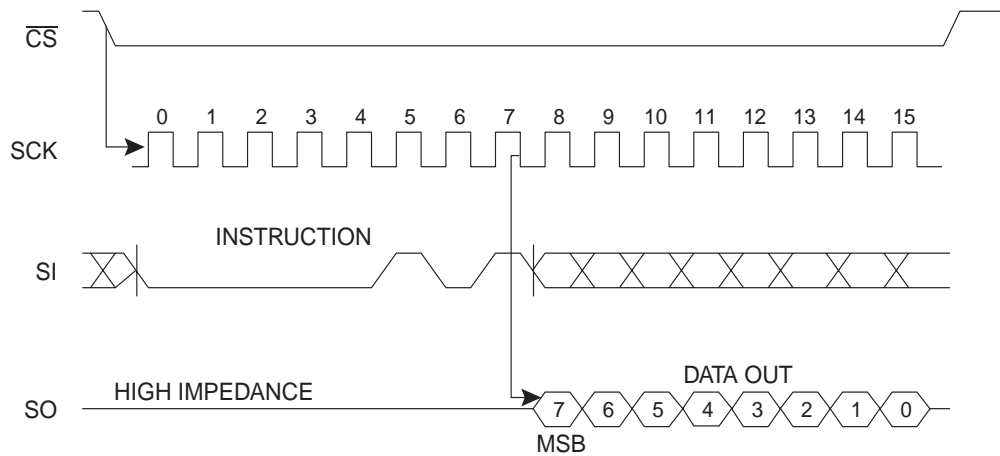 CS
0 1 2 3 4 5 6 7 8 9 10 11 12 13 14 15
SCK
INSTRUCTION
SI
HIGH IMPEDANCE
DATA OUT
SO
7 6 5 4 3 2 1 0
MSB